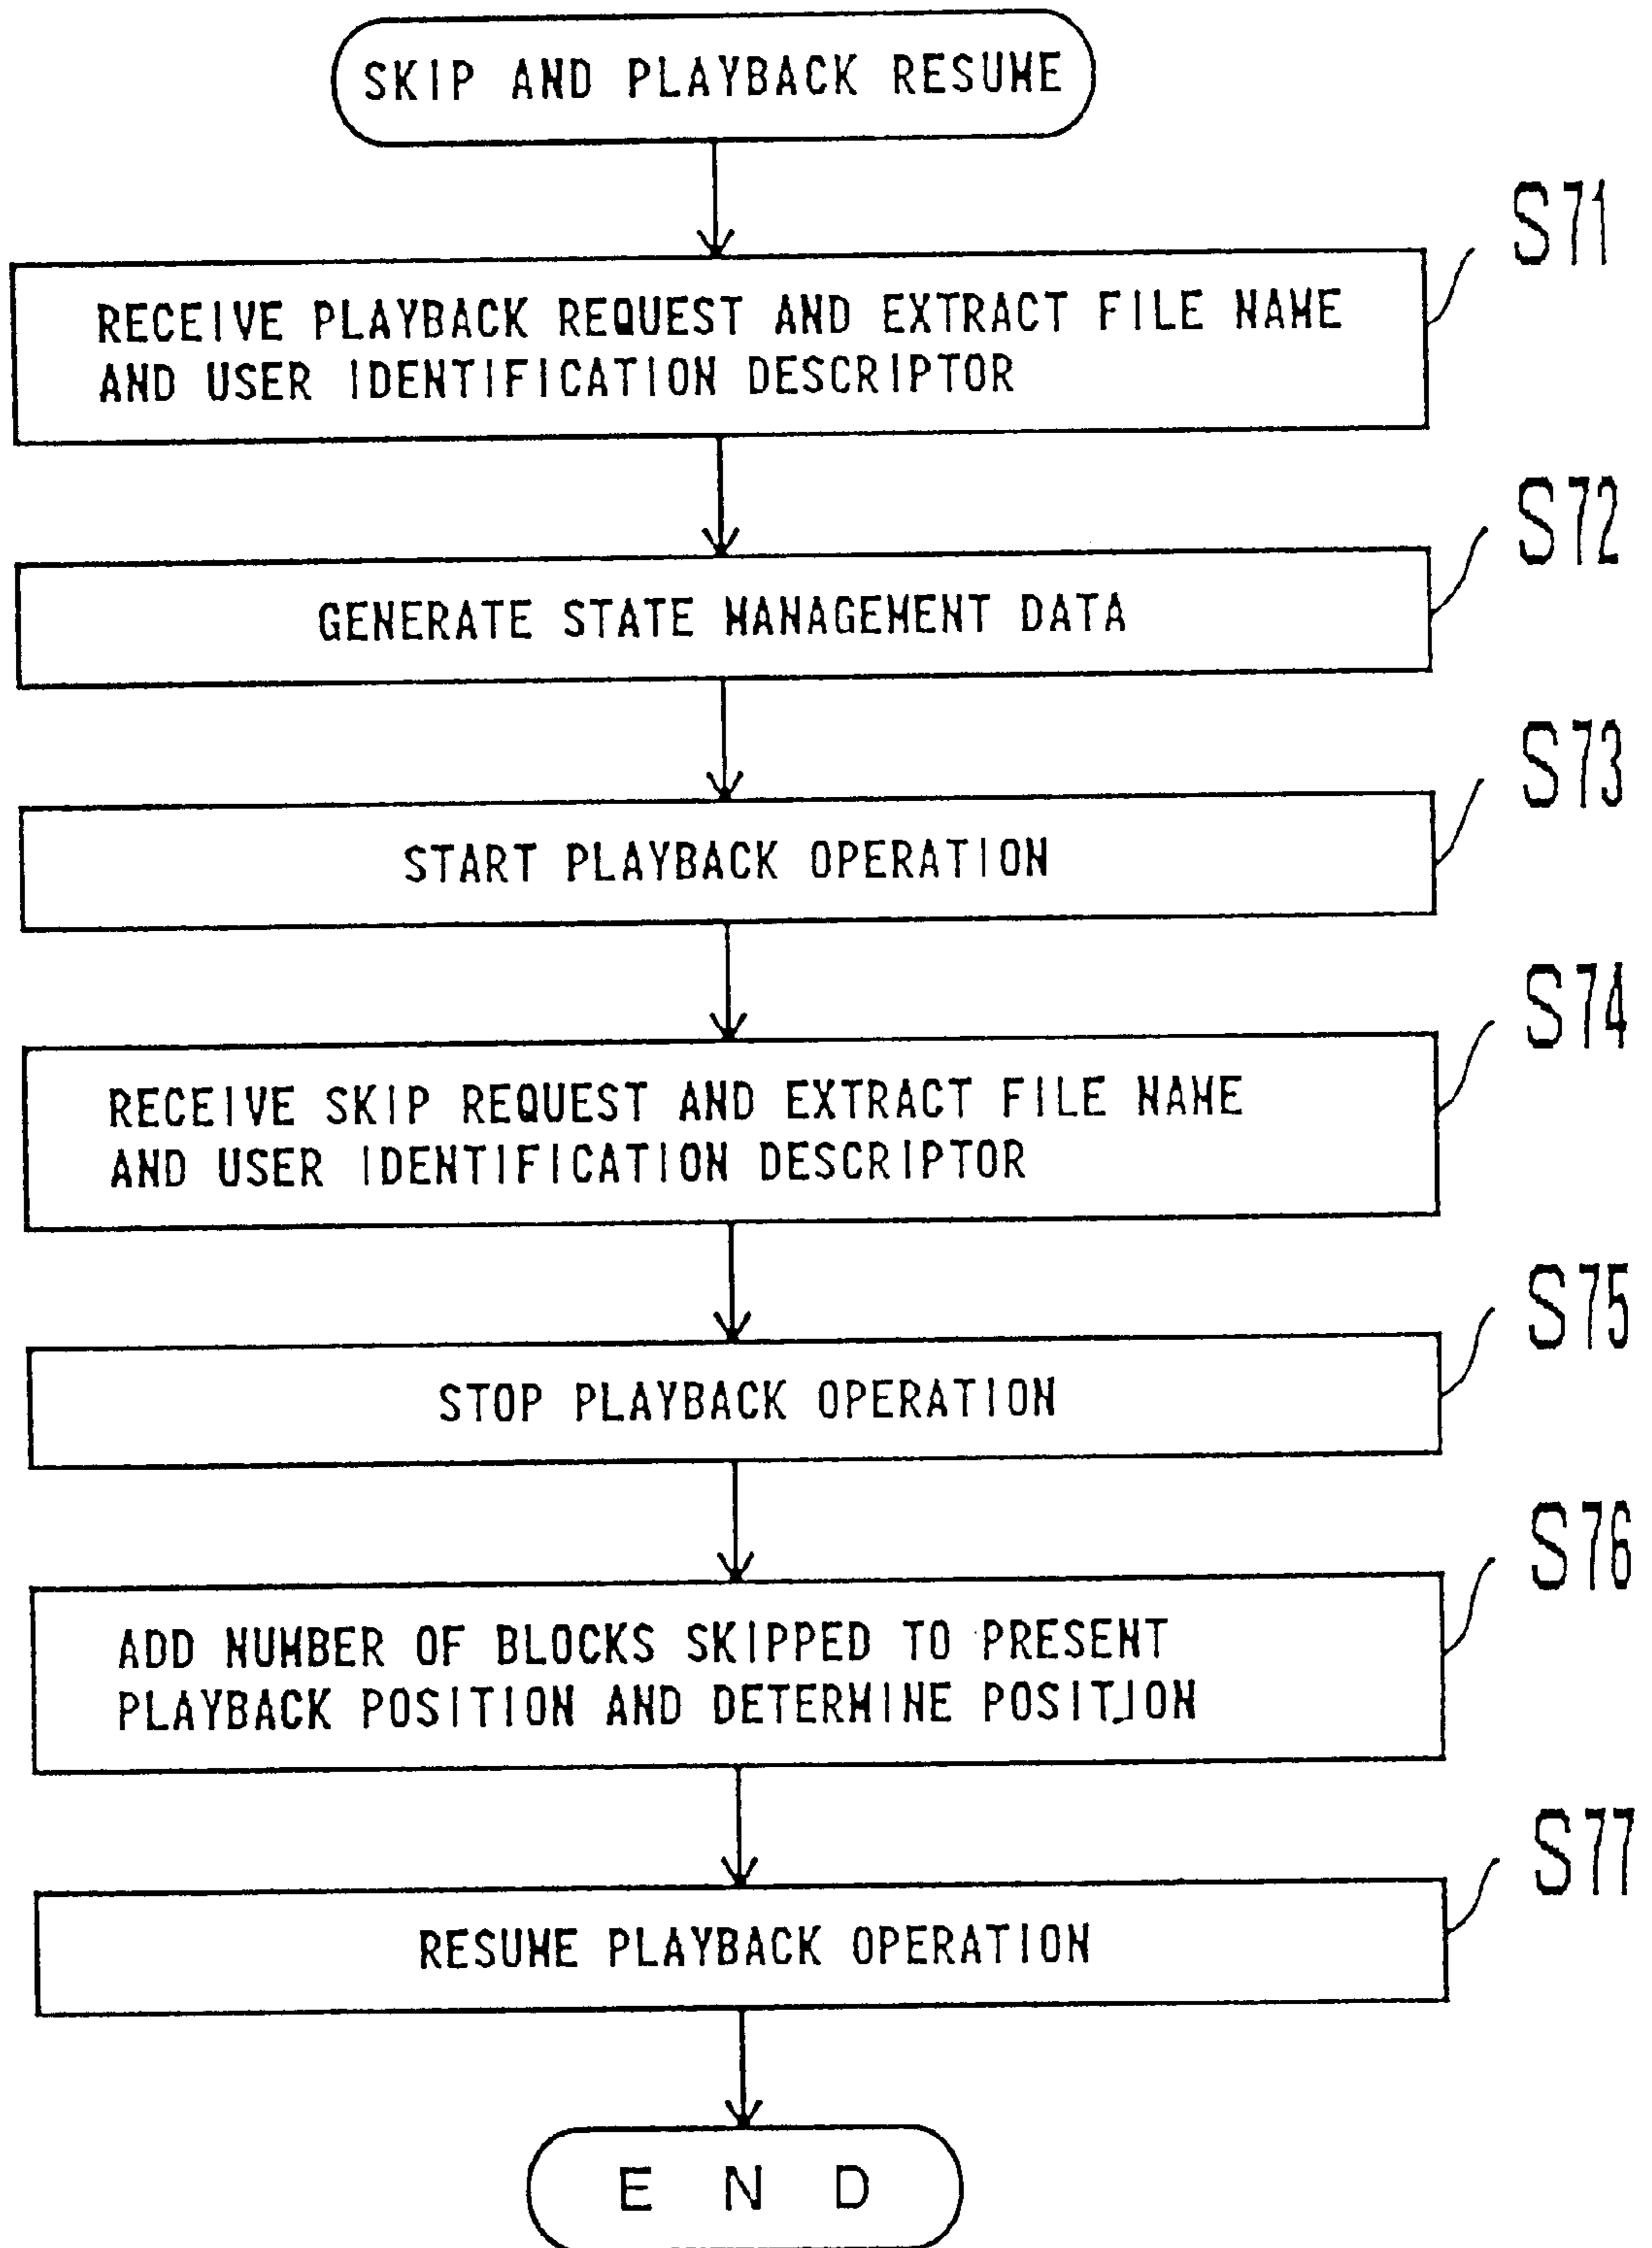 SKIP AND PLAYBACK RESUME
S71
RECEIVE PLAYBACK REQUEST AND EXTRACT FILE NAME
AND USER IDENTIFICATION DESCRIPTOR
S72
GENERATE STATE MANAGEMENT DATA
S73
START PLAYBACK OPERATION
S74
RECEIVE SKIP REQUEST AND EXTRACT FILE NAME
AND USER IDENTIFICATION DESCRIPTOR
S75
STOP PLAYBACK OPERATION
S76
ADD NUMBER OF BLOCKS SKIPPED TO PRESENT
PLAYBACK POSITION AND DETERMINE POSITION
S77
RESUME PLAYBACK OPERATION
END